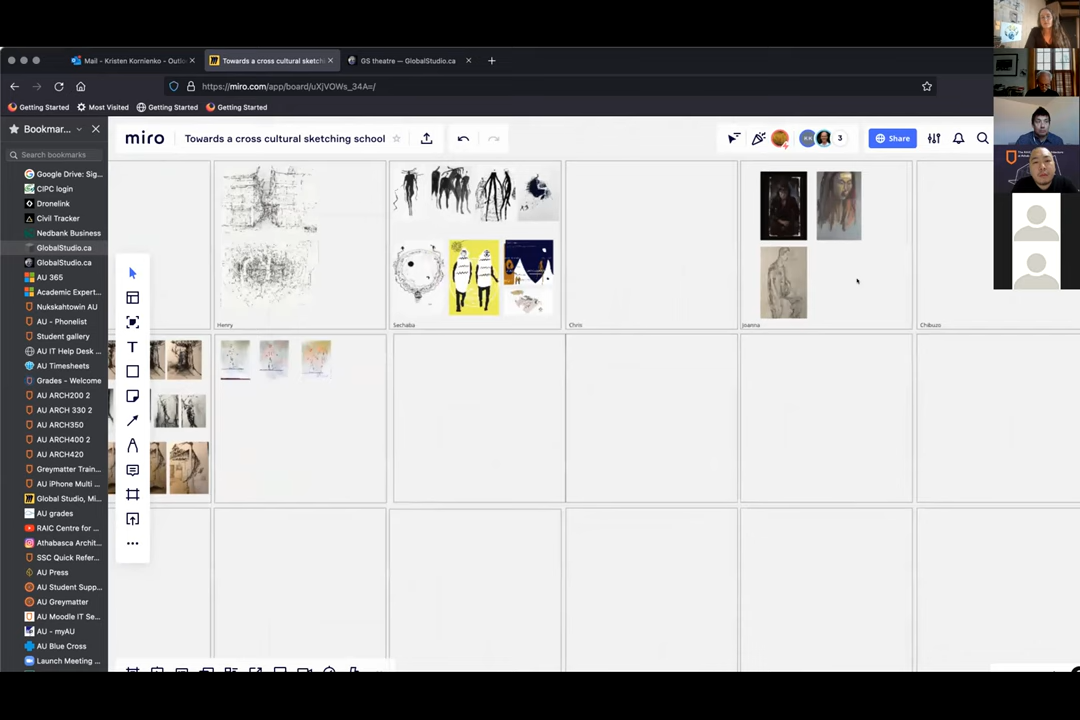 Mail - Kristen Kornienko - Outlo
Towards a cross cultural sketchi
GS theatre — GlobalStudio.ca
https://miro.com/app/board/uXjVOWs_34A=/
Getting Started
Most Visited
Getting Started
Getting Started
Bookmar...
miro
Towards a cross cultural sketching school
3
Share
Search bookmarks
Google Drive: Sig...
CIPC login
Dronelink
Civil Tracker
Nedbank Business
GlobalStudio.ca
GlobalStudio.ca
AU 365
Academic Expert...
Nukskahtowin AU
AU - Phonelist
Student gallery
AU IT Help Desk ...
AU Timesheets
Grades - Welcome
AU ARCH200 2
AU ARCH 330 2
AU ARCH350
AU ARCH400 2
AU ARCH420
Greymatter Train...
AU iPhone Multi ...
Global Studio, Mi...
AU grades
RAIC Centre for ...
Athabasca Archit...
SSC Quick Refer...
AU Press
AU Student Supp...
AU Greymatter
AU Moodle IT Se...
AU - myAU
AU Blue Cross
Launch Meeting ...
Henry
Sechaba
Chris
Joanna
Chibuzo